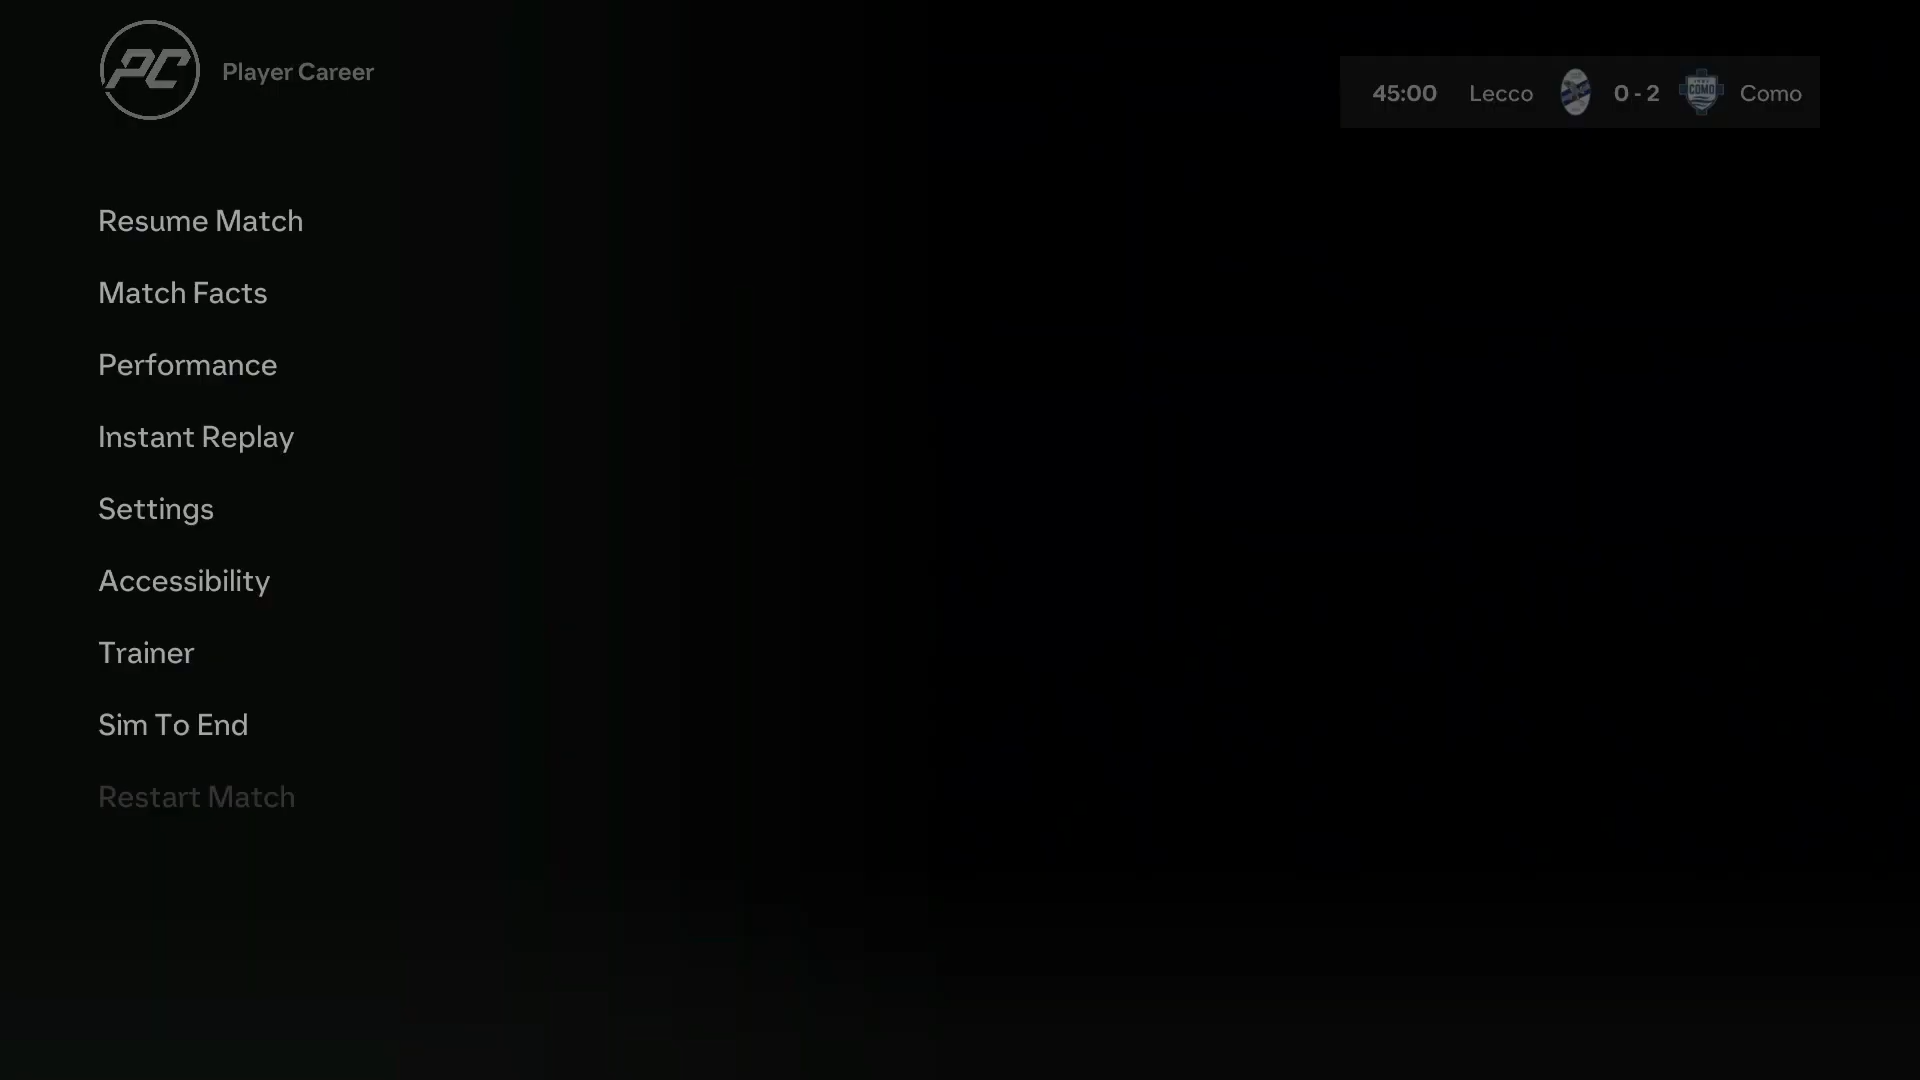 PC Player Career
45:00 Lecco 0 - 2 COMO Como
Resume Match
Match Facts
Performance
Instant Replay
Settings
Accessibility
Trainer
Sim To End
Restart Match